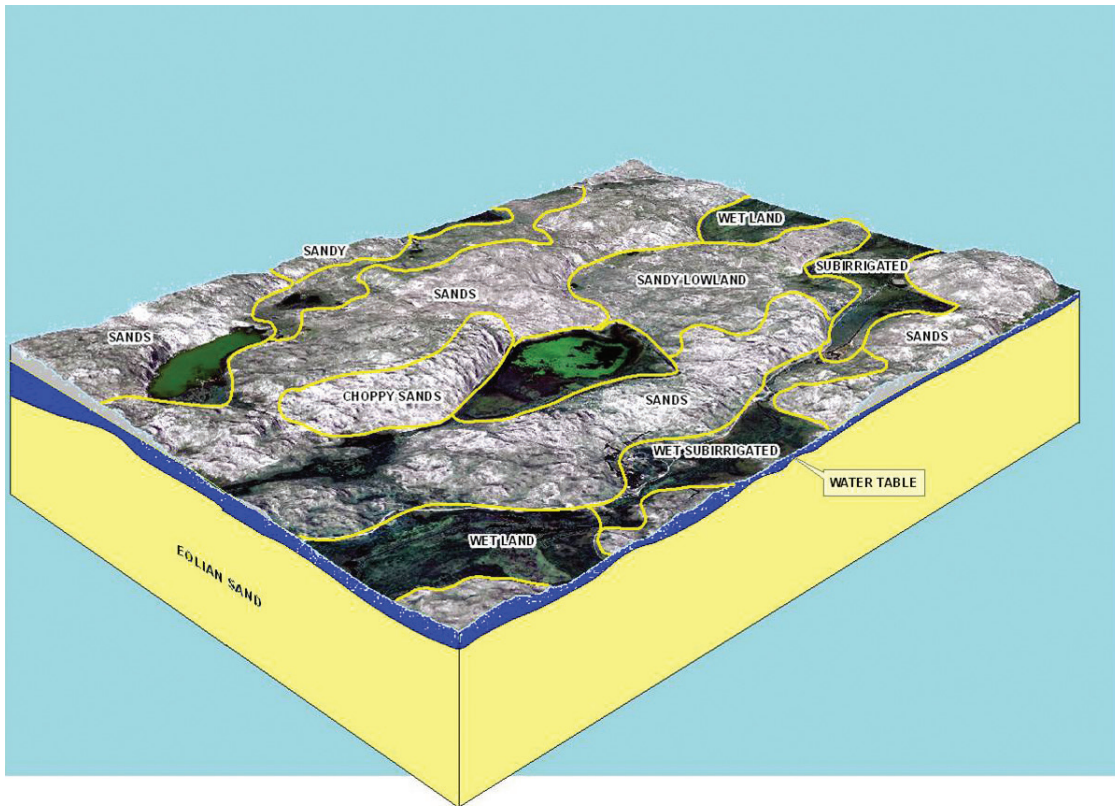 WET LAND
SANDY
SUBIRRIGATED
SANDY LOWLAND
SANDS
SANDS
SANDS
CHOPPY SANDS
SANDS
WET SUBIRRIGATED
WATER TABLE
WET LAND
EOLIAN SAND